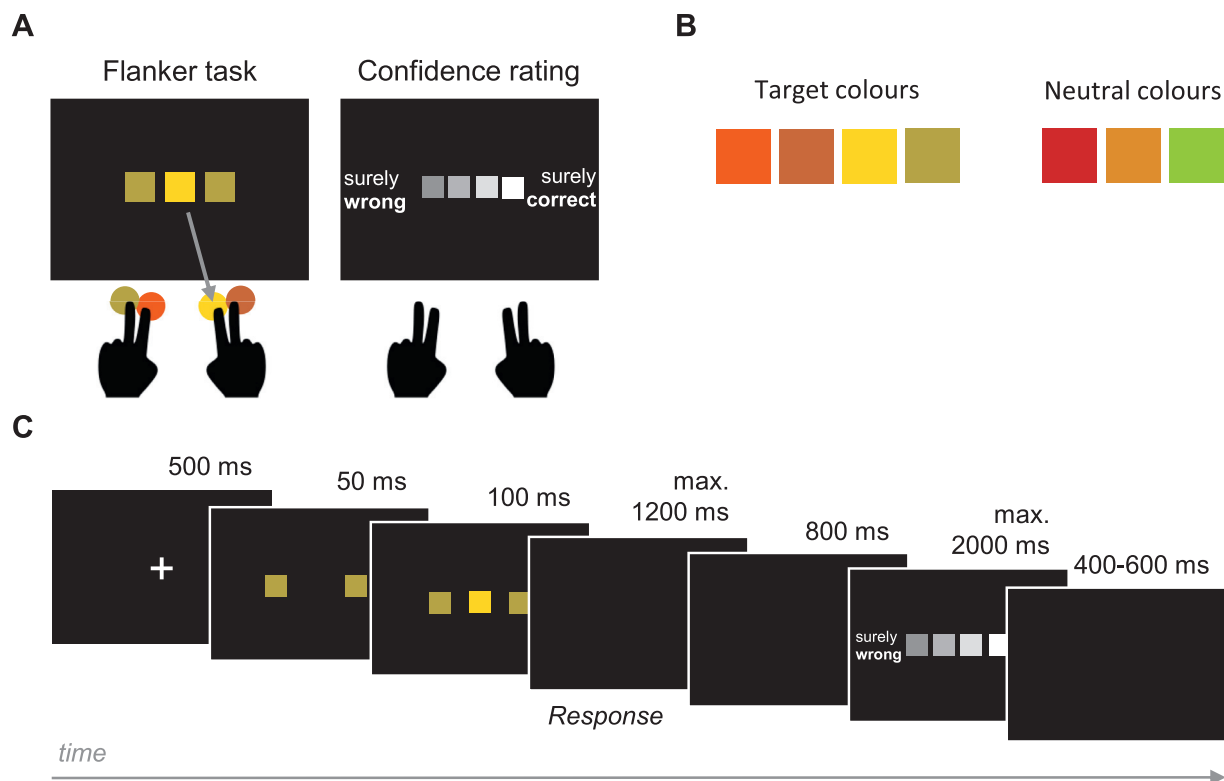 A
Flanker task
Confidence rating
surely
wrong
surely
correct
B
Target colours
Neutral colours
C
500 ms
50 ms
100 ms
max.
1200 ms
800 ms
max.
2000 ms
400-600 ms
+
surely
wrong
Response
time